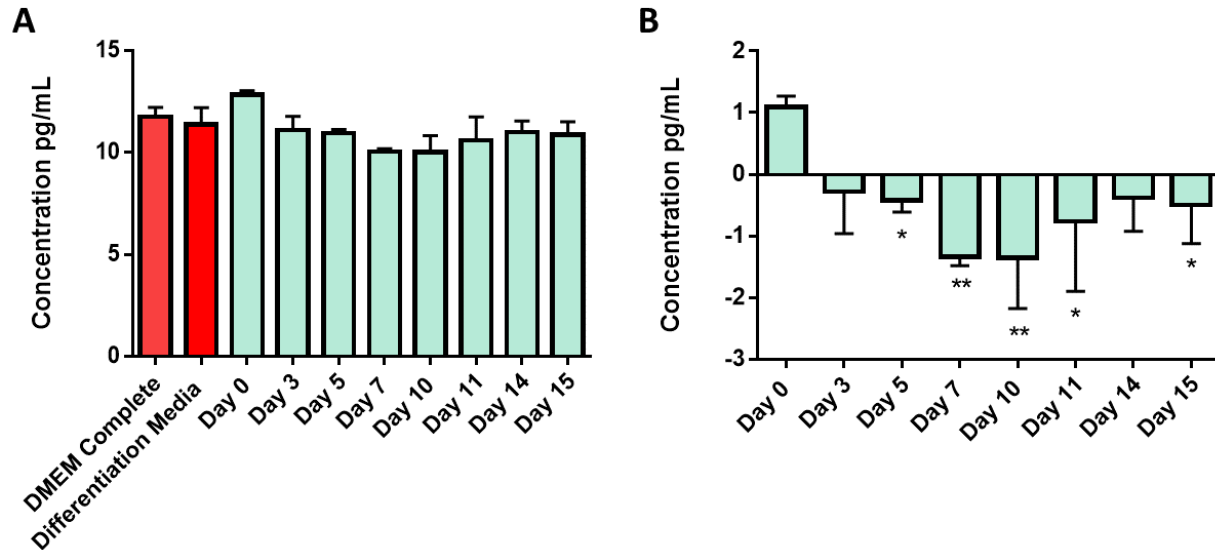 A
Concentration pg/mL
15
10
5
0
DMEM Complete
Differentiation Media
Day 0
Day 3
Day 5
Day 7
Day 10
Day 11
Day 14
Day 15
B
Concentration pg/mL
2
1
0
-1
-2
-3
*
**
**
*
*
Day 0
Day 3
Day 5
Day 7
Day 10
Day 11
Day 14
Day 15